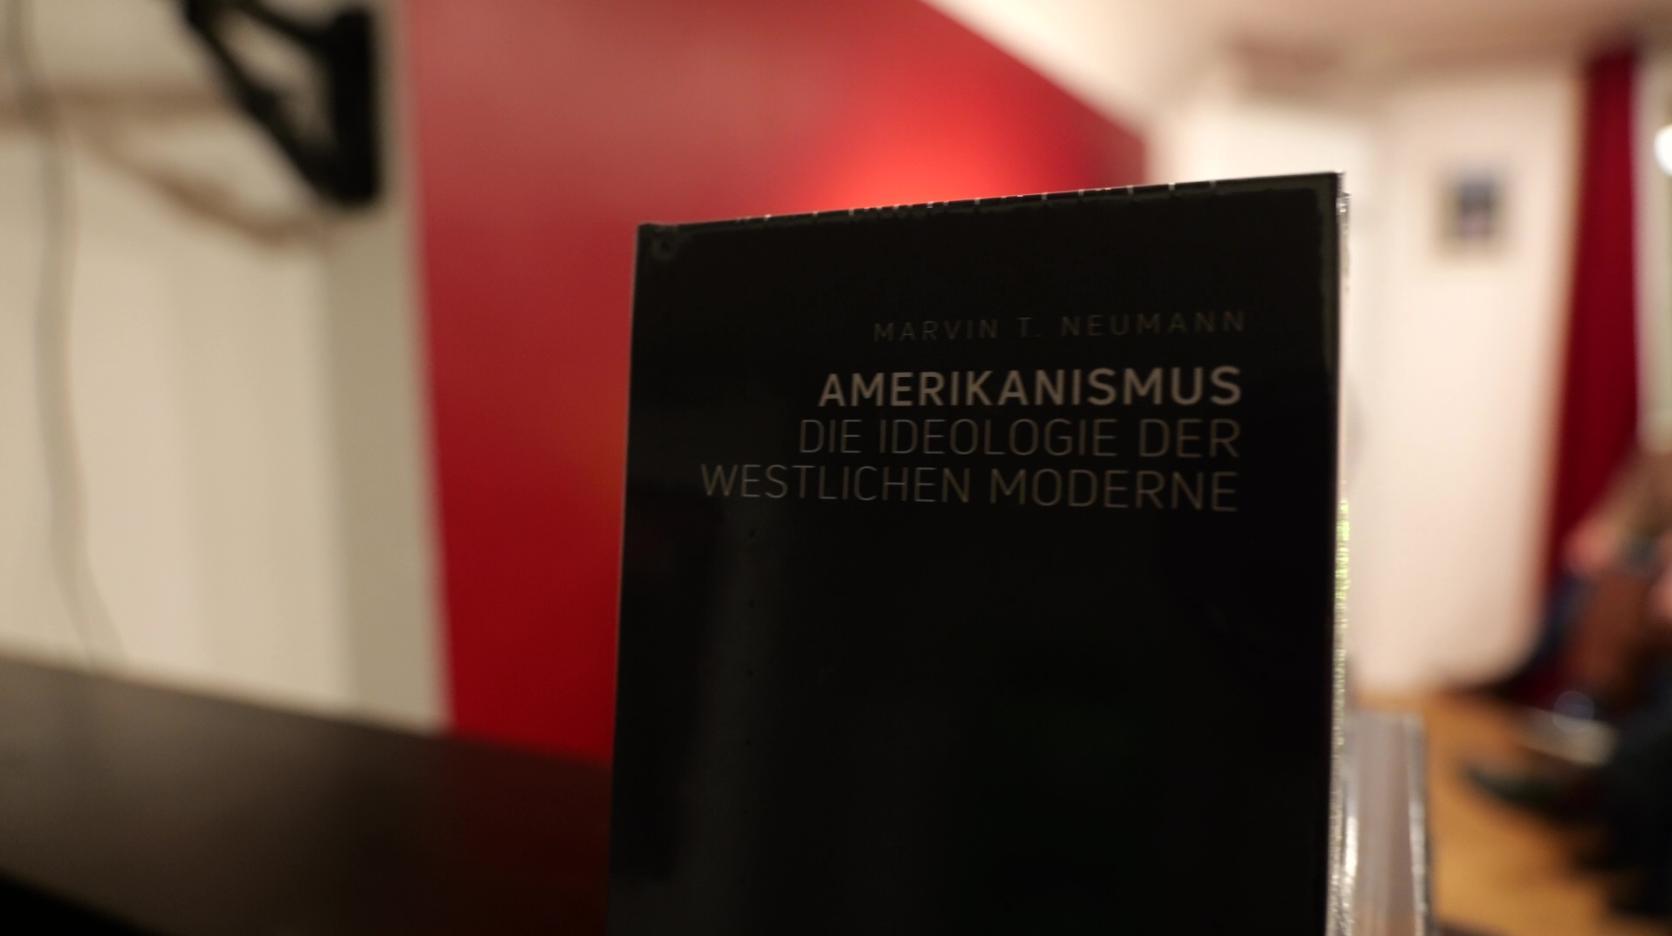 MARVIN T. NEUMANN
AMERIKANISMUS
DIE IDEOLOGIE DER
WESTLICHEN MODERNE